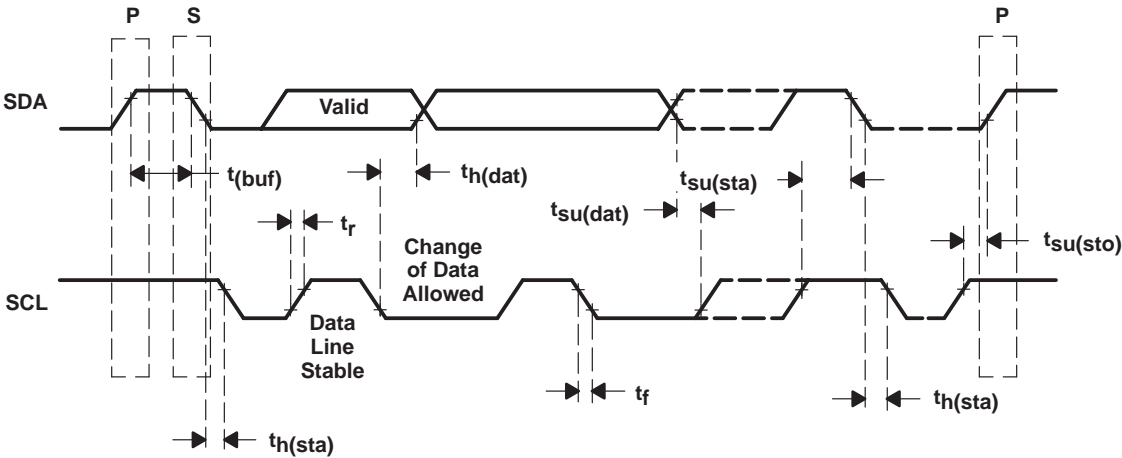 P S P
SDA
Valid
t(buf)
th(dat)
tsu(sta)
tsu(dat)
tr
tsu(sto)
Change
of Data
Allowed
SCL
Data
Line
Stable
tf
th(sta)
th(sta)